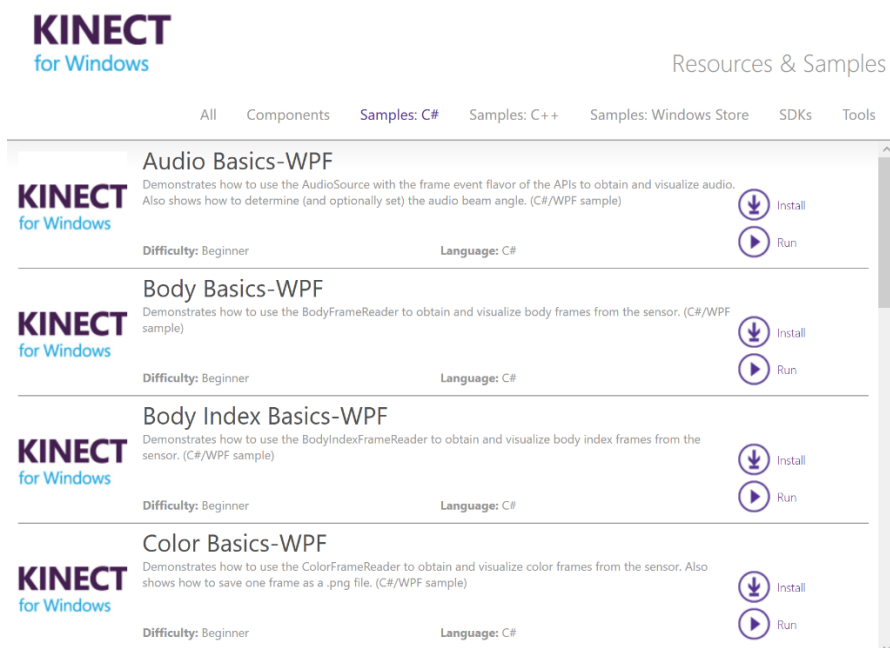 KINECT
for Windows
Resources & Samples
All Components Samples: C# Samples: C++ Samples: Windows Store SDKs Tools
KINECT
for Windows
Audio Basics-WPF
Demonstrates how to use the AudioSource with the frame event flavor of the APIs to obtain and visualize audio.
Also shows how to determine (and optionally set) the audio beam angle. (C#/WPF sample)
Difficulty: Beginner Language: C#
Install
Run
KINECT
for Windows
Body Basics-WPF
Demonstrates how to use the BodyFrameReader to obtain and visualize body frames from the sensor. (C#/WPF
sample)
Difficulty: Beginner Language: C#
Install
Run
KINECT
for Windows
Body Index Basics-WPF
Demonstrates how to use the BodyIndexFrameReader to obtain and visualize body index frames from the
sensor. (C#/WPF sample)
Difficulty: Beginner Language: C#
Install
Run
KINECT
for Windows
Color Basics-WPF
Demonstrates how to use the ColorFrameReader to obtain and visualize color frames from the sensor. Also
shows how to save one frame as a .png file. (C#/WPF sample)
Difficulty: Beginner Language: C#
Install
Run